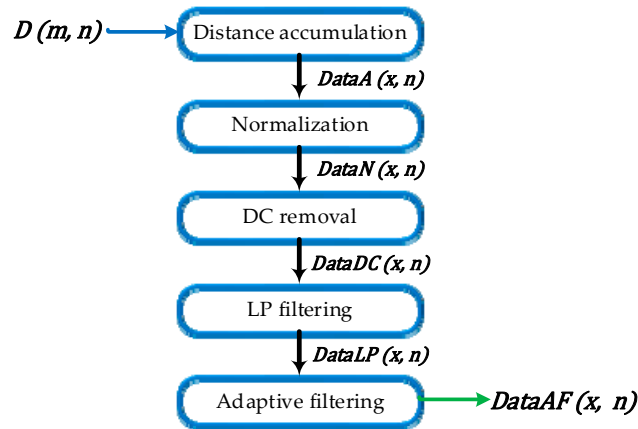 D (m, n)
Distance accumulation
DataA (x, n)
Normalization
DataN (x, n)
DC removal
DataDC (x, n)
LP filtering
DataLP (x, n)
Adaptive filtering
DataAF (x, n)